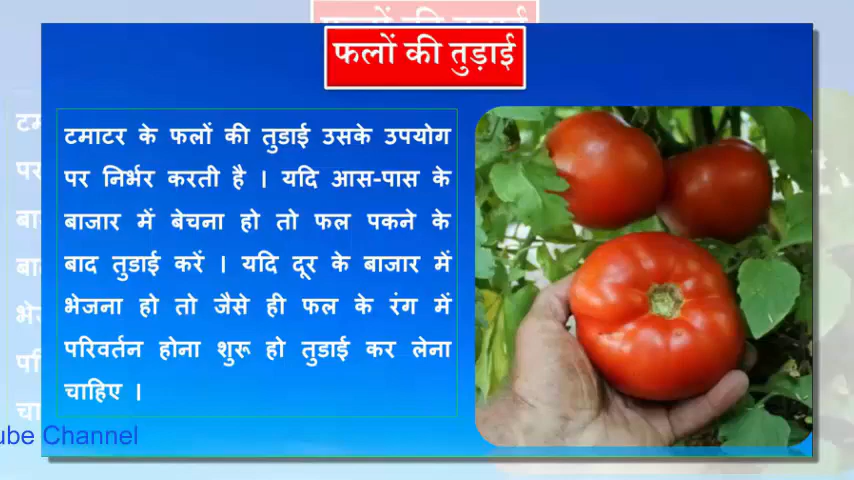 फलों की तुड़ाई
टमाटर के फलों की तुडाई उसके उपयोग
पर निर्भर करती है । यदि आस-पास के
बाजार में बेचना हो तो फल पकने के
बाद तुडाई करें । यदि दूर के बाजार में
भेजना हो तो जैसे ही फल के रंग में
परिवर्तन होना शुरू हो तुडाई कर लेना
चाहिए ।
ube Channel